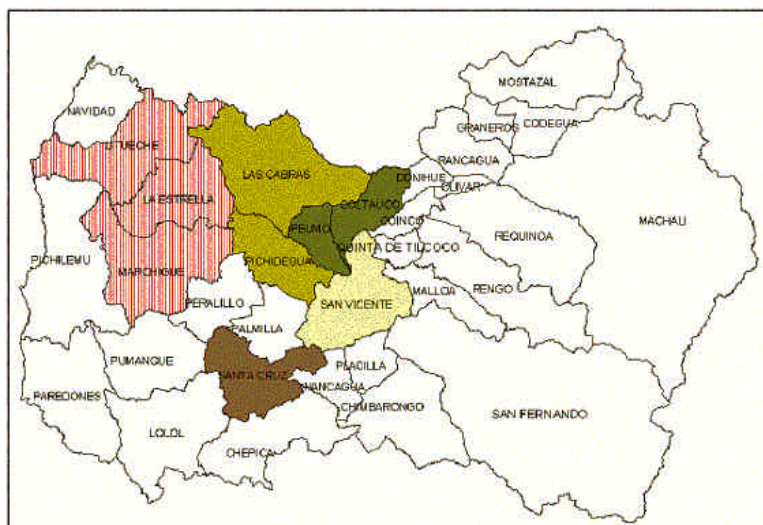 MOSTAZAL
NAVIDAD
GRANEROS
CODEGUA
LITUECHE
RANCAGUA
LAS CABRAS
DONIHUE
OLIVAR
LA ESTRELLA
COLTAUCO
COINCO
MACHALI
PEUMO
REQUINOA
PICHILEMU
QUINTA DE TILCOCO
PICHIDEGUA
MARCHIGUE
RENGO
MALLOA
PERALILLO
SAN VICENTE
PALMILLA
PUMANQUE
PLACILLA
SANTA CRUZ
PAREDONES
NANCAGUA
CHIMBARONGO
SAN FERNANDO
LOLOL
CHEPICA